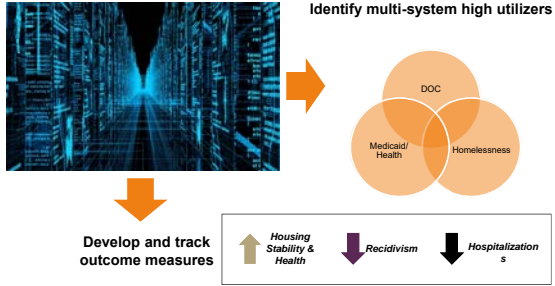 Identify multi-system high utilizers
DOC
Medicaid/
Health
Homelessness
Develop and track
outcome measures
Housing
Stability &
Health
Recidivism
Hospitalization
s